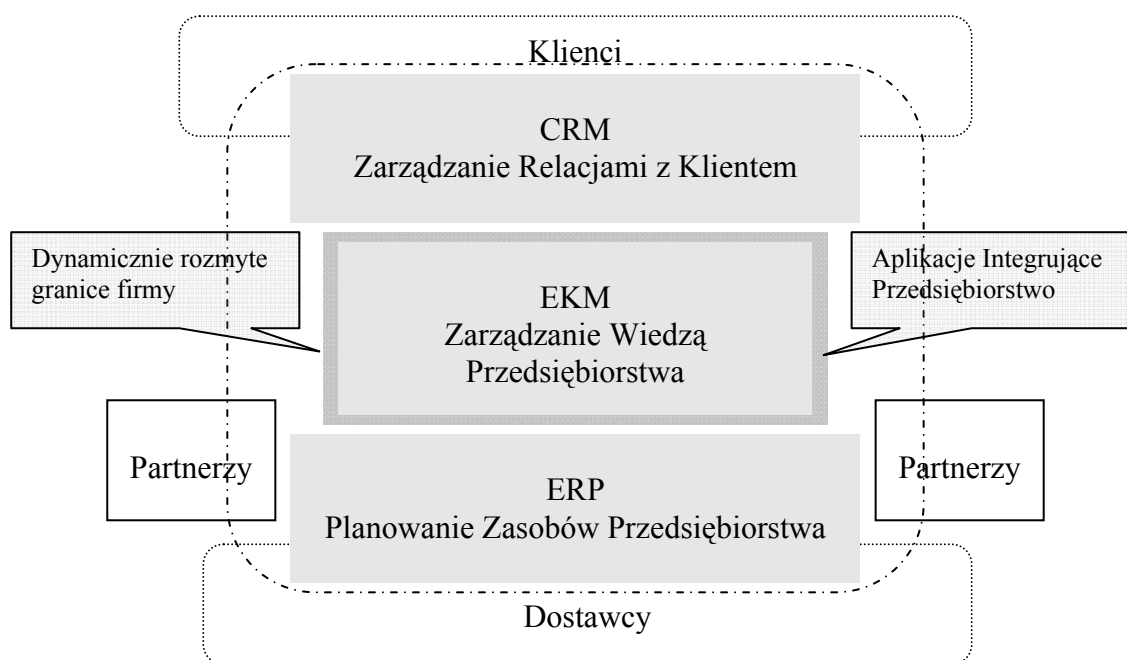 Klienci
CRM
Zarządzanie Relacjami z Klientem
Dynamicznie rozmyte
granice firmy
Aplikacje Integrujące
Przedsiębiorstwo
EKM
Zarządzanie Wiedzą
Przedsiębiorstwa
Partnerzy
Partnerzy
ERP
Planowanie Zasobów Przedsiębiorstwa
Dostawcy